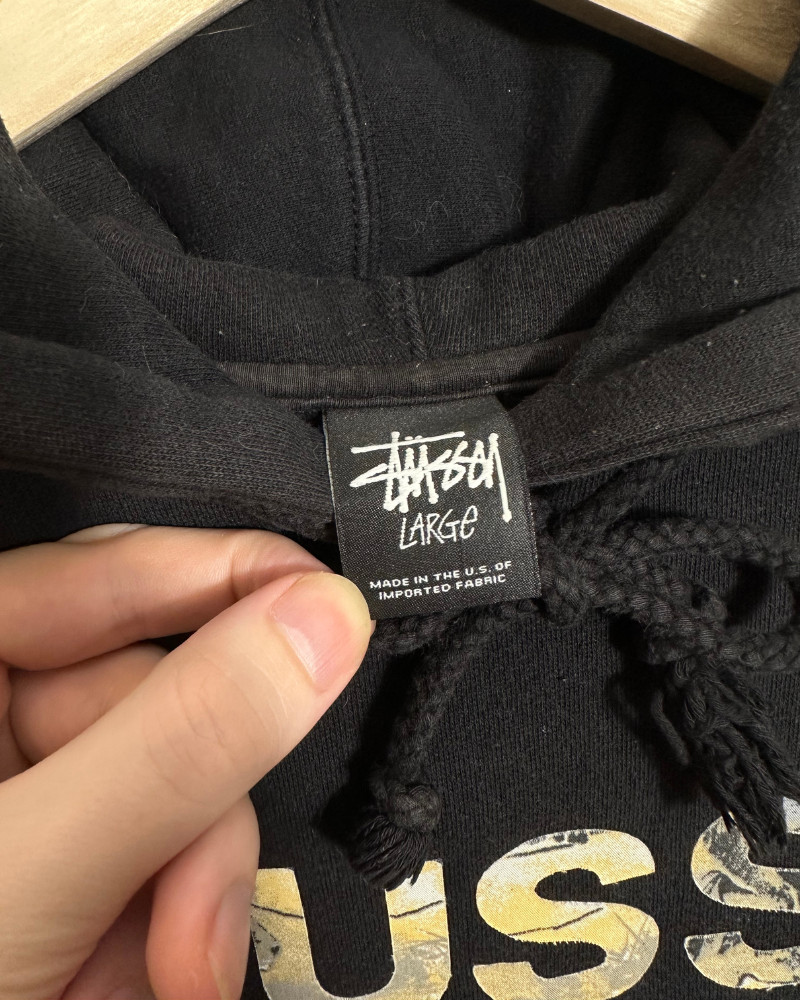 Stüssy
LARGE
MADE IN THE U.S. OF
IMPORTED FABRIC
USS